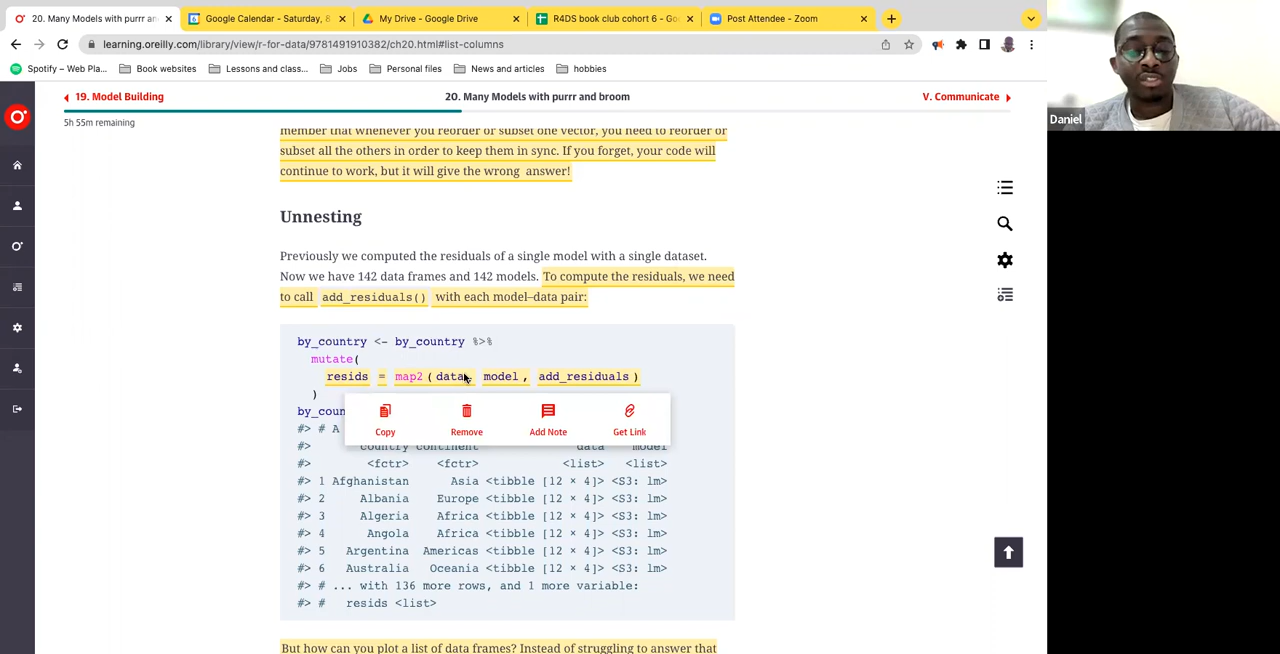 20. Many Models with purrr an
Google Calendar - Saturday, 8
My Drive - Google Drive
R4DS book club cohort 6 - Go
Post Attendee - Zoom
learning.oreilly.com/library/view/r-for-data/9781491910382/ch20.html#list-columns
Spotify – Web Pla...
Book websites
Lessons and class...
Jobs
Personal files
News and articles
hobbies
19. Model Building
20. Many Models with purrr and broom
V. Communicate
5h 55m remaining
member that whenever you reorder or subset one vector, you need to reorder or
subset all the others in order to keep them in sync. If you forget, your code will
continue to work, but it will give the wrong answer!
Unnesting
Previously we computed the residuals of a single model with a single dataset.
Now we have 142 data frames and 142 models. To compute the residuals, we need
to call add_residuals() with each model–data pair:
by_country <- by_country %>%
mutate(
resids = map2(data, model, add_residuals)
)
by_coun
Copy
Remove
Add Note
Get Link
#> # A
#> country continent data model
#> <fctr> <fctr> <list> <list>
#> 1 Afghanistan Asia <tibble [12 × 4]> <S3: lm>
#> 2 Albania Europe <tibble [12 × 4]> <S3: lm>
#> 3 Algeria Africa <tibble [12 × 4]> <S3: lm>
#> 4 Angola Africa <tibble [12 × 4]> <S3: lm>
#> 5 Argentina Americas <tibble [12 × 4]> <S3: lm>
#> 6 Australia Oceania <tibble [12 × 4]> <S3: lm>
#> # ... with 136 more rows, and 1 more variable:
#> # resids <list>
But how can you plot a list of data frames? Instead of struggling to answer that
Daniel